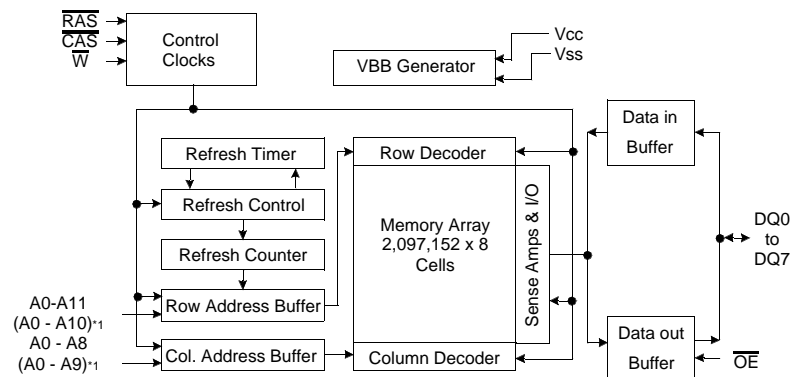 RAS
CAS
W
Control
Clocks
VBB Generator
Vcc
Vss
Refresh Timer
Refresh Control
Refresh Counter
Row Address Buffer
Col. Address Buffer
A0-A11
(A0 - A10)*1
A0 - A8
(A0 - A9)*1
Row Decoder
Memory Array
2,097,152 x 8
Cells
Column Decoder
Sense Amps & I/O
Data in
Buffer
DQ0
to
DQ7
Data out
Buffer
OE